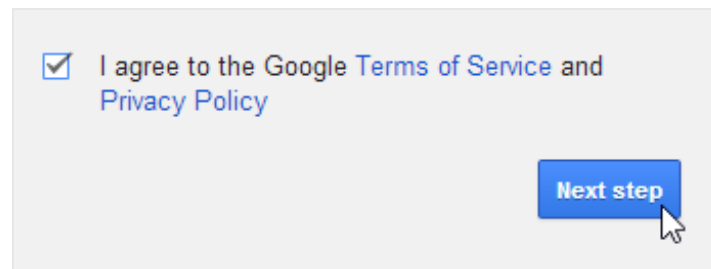 I agree to the Google Terms of Service and
Privacy Policy
Next step